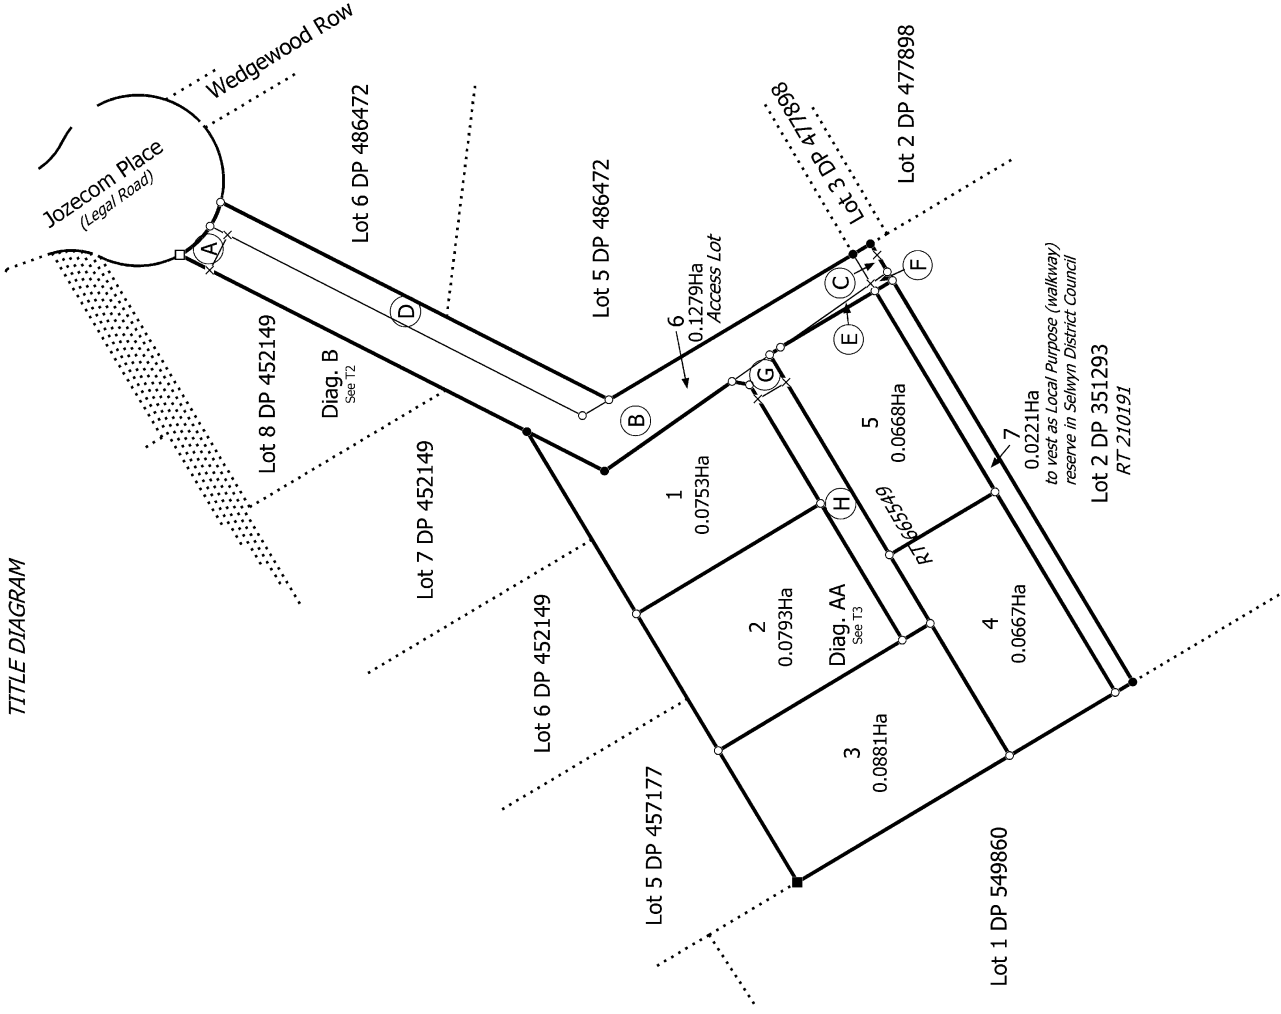 TITLE DIAGRAM
Jozecom Place
(Legal Road)
Wedgewood Row
Lot 8 DP 452149
Diag. B
See T2
Lot 6 DP 486472
Lot 7 DP 452149
Lot 6 DP 452149
Lot 5 DP 457177
Lot 5 DP 486472
A
D
B
6
0.1279Ha
Access Lot
1
0.0753Ha
2
0.0793Ha
Diag. AA
See T3
3
0.0881Ha
G
H
C
E
F
Lot 3 DP 477898
Lot 2 DP 477898
5
0.0668Ha
RT 665549
4
0.0667Ha
7
0.0221Ha
to vest as Local Purpose (walkway)
reserve in Selwyn District Council
Lot 2 DP 351293
RT 210191
Lot 1 DP 549860